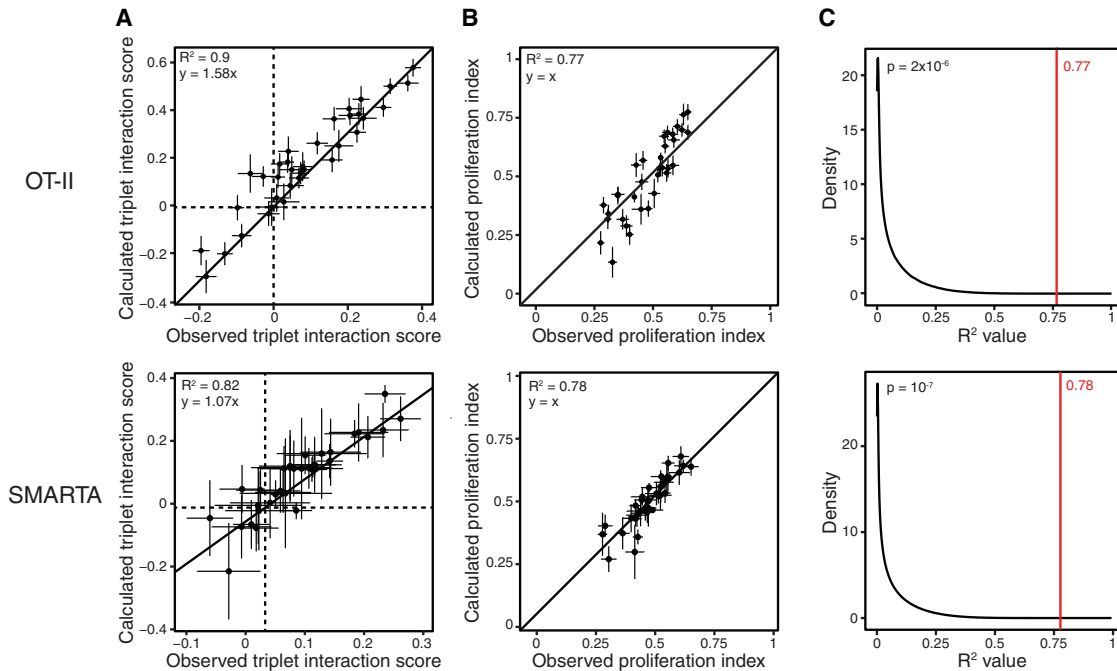 A
B
C
OT-II
Calculated triplet interaction score
0.6
0.4
0.2
0
−0.2
−0.4
R² = 0.9
y = 1.58x
−0.2
0
0.2
0.4
Observed triplet interaction score
Calculated proliferation index
1
0.75
0.5
0.25
0
R² = 0.77
y = x
0
0.25
0.5
0.75
1
Observed proliferation index
Density
20
15
10
5
0
p = 2x10⁻⁶
0.77
0
0.25
0.5
0.75
1
R² value
SMARTA
Calculated triplet interaction score
0.4
0.2
0
−0.2
−0.4
R² = 0.82
y = 1.07x
−0.1
0
0.1
0.2
0.3
Observed triplet interaction score
Calculated proliferation index
1
0.75
0.5
0.25
0
R² = 0.78
y = x
0
0.25
0.5
0.75
1
Observed proliferation index
Density
20
10
0
p = 10⁻⁷
0.78
0
0.25
0.5
0.75
1
R² value